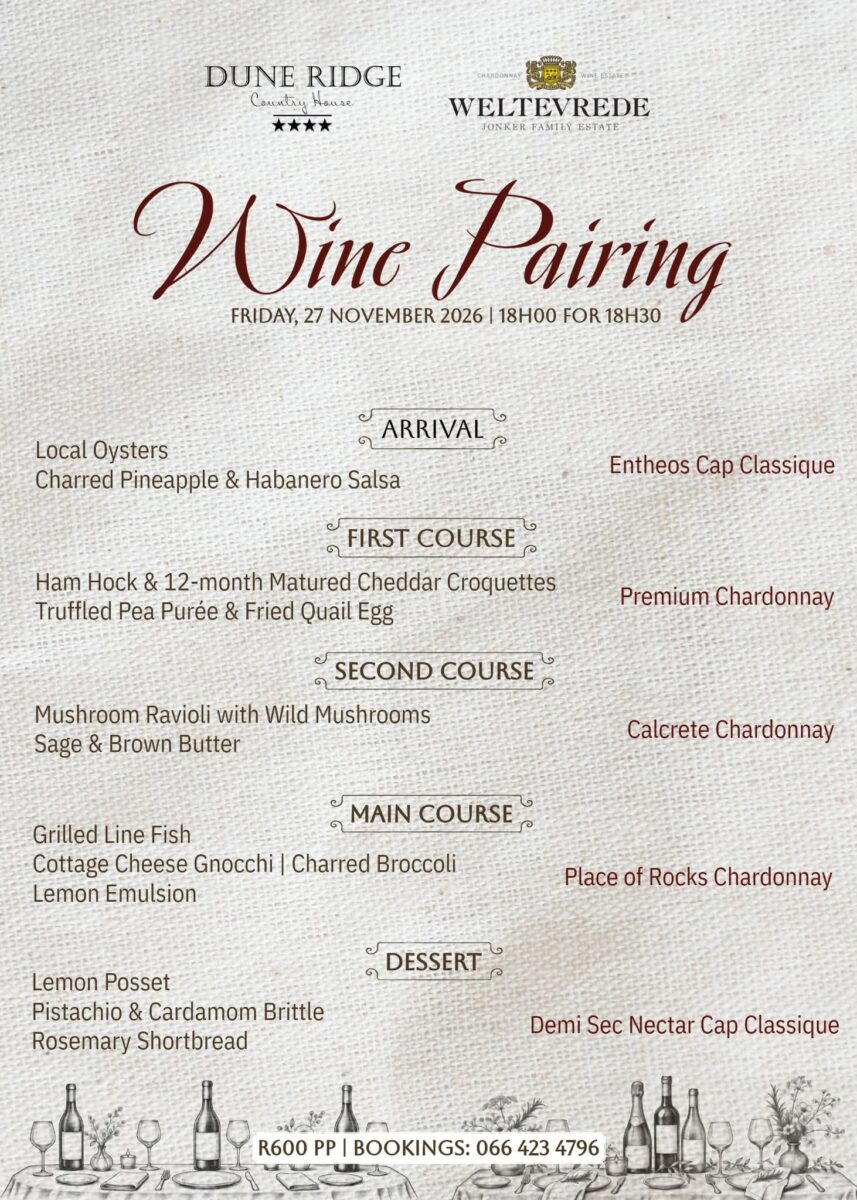 DUNE RIDGE
Country House
CHARDONNAY WINE ESTATE
WELTEVREDE
JONKER FAMILY ESTATE
Wine Pairing
FRIDAY, 27 NOVEMBER 2026 | 18H00 FOR 18H30
ARRIVAL
Local Oysters
Charred Pineapple & Habanero Salsa
Entheos Cap Classique
FIRST COURSE
Ham Hock & 12-month Matured Cheddar Croquettes
Truffled Pea Purée & Fried Quail Egg
Premium Chardonnay
SECOND COURSE
Mushroom Ravioli with Wild Mushrooms
Sage & Brown Butter
Calcrete Chardonnay
MAIN COURSE
Grilled Line Fish
Cottage Cheese Gnocchi | Charred Broccoli
Lemon Emulsion
Place of Rocks Chardonnay
DESSERT
Lemon Posset
Pistachio & Cardamom Brittle
Rosemary Shortbread
Demi Sec Nectar Cap Classique
R600 PP | BOOKINGS: 066 423 4796